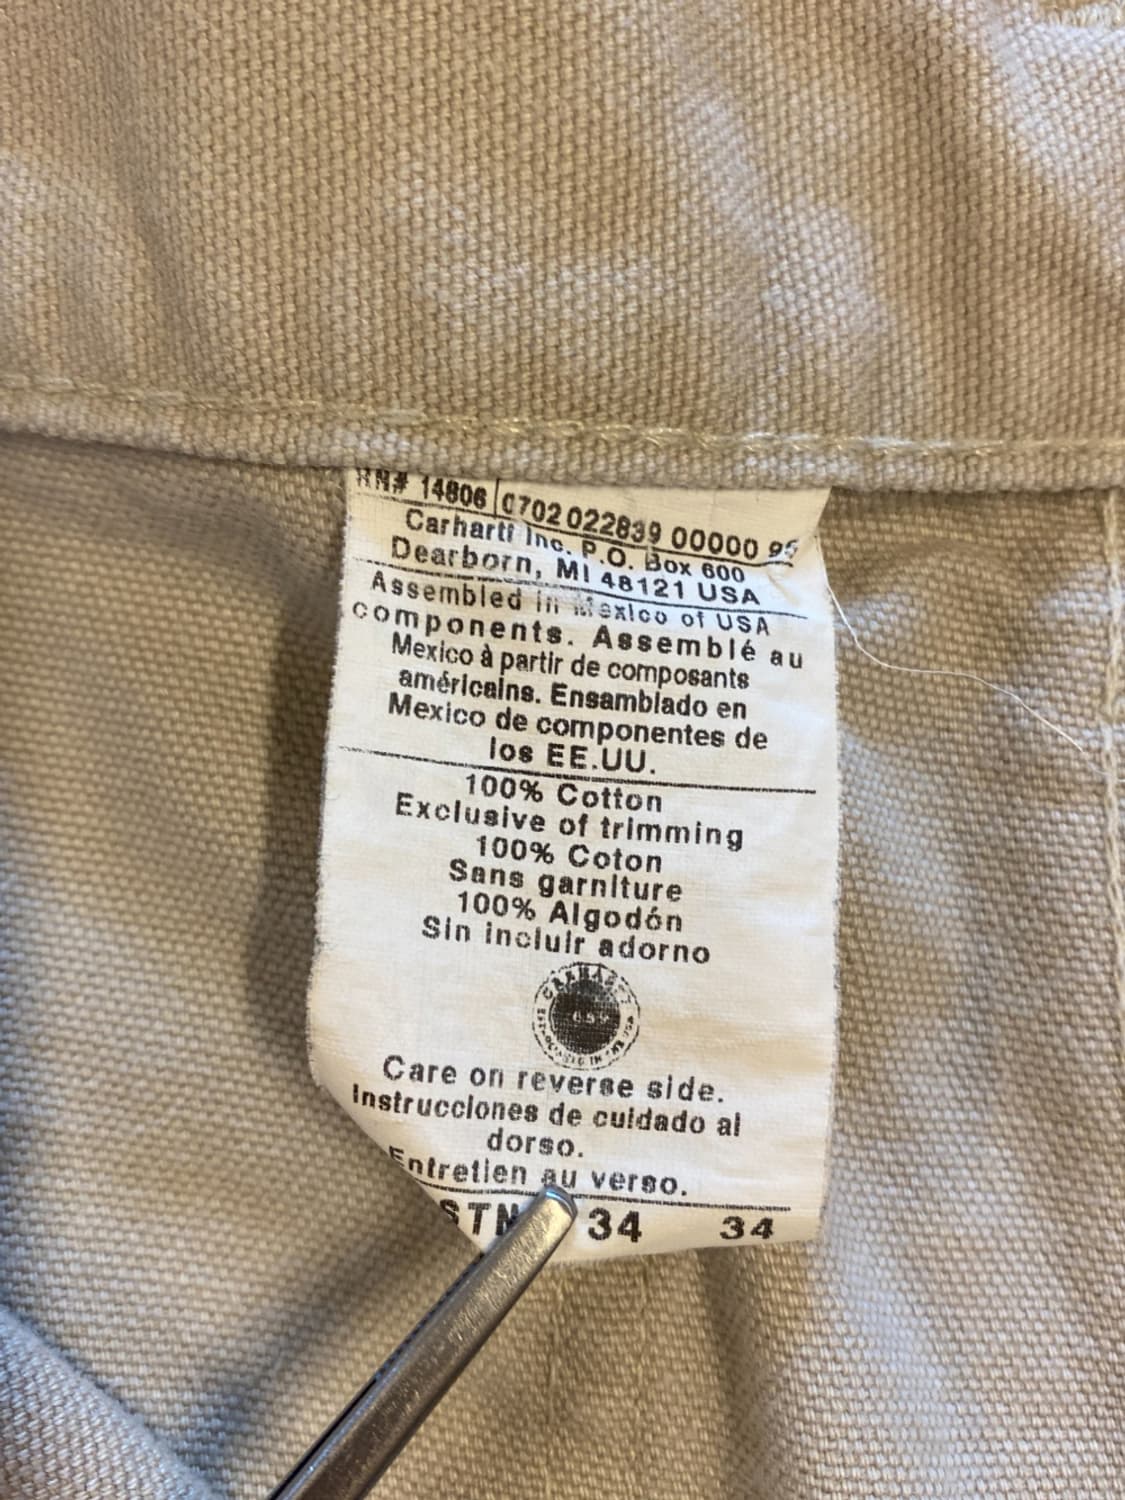 RN# 14806 0702 022839 00000 95
Carhartt Inc. P.O. Box 600
Dearborn, MI 48121 USA
Assembled in Mexico of USA
components. Assemblé au
Mexico à partir de composants
américains. Ensamblado en
Mexico de componentes de
los EE.UU.
100% Cotton
Exclusive of trimming
100% Coton
Sans garniture
100% Algodón
Sin incluir adorno
CARHARTT
Care on reverse side.
Instrucciones de cuidado al
dorso.
Entretien au verso.
STN 34 34